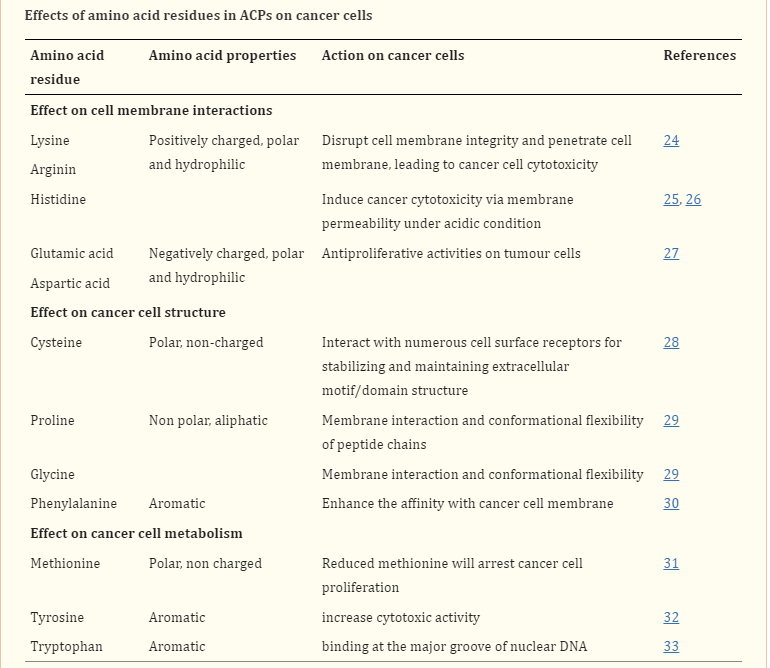 Effects of amino acid residues in ACPs on cancer cells
Amino acid residue Amino acid properties Action on cancer cells References
Effect on cell membrane interactions
Lysine Positively charged, polar Disrupt cell membrane integrity and penetrate cell 24
Arginin and hydrophilic membrane, leading to cancer cell cytotoxicity
Histidine Induce cancer cytotoxicity via membrane 25, 26
permeability under acidic condition
Glutamic acid Negatively charged, polar Antiproliferative activities on tumour cells 27
Aspartic acid and hydrophilic
Effect on cancer cell structure
Cysteine Polar, non-charged Interact with numerous cell surface receptors for 28
stabilizing and maintaining extracellular
motif/domain structure
Proline Non polar, aliphatic Membrane interaction and conformational flexibility 29
of peptide chains
Glycine Membrane interaction and conformational flexibility 29
Phenylalanine Aromatic Enhance the affinity with cancer cell membrane 30
Effect on cancer cell metabolism
Methionine Polar, non charged Reduced methionine will arrest cancer cell 31
proliferation
Tyrosine Aromatic increase cytotoxic activity 32
Tryptophan Aromatic binding at the major groove of nuclear DNA 33